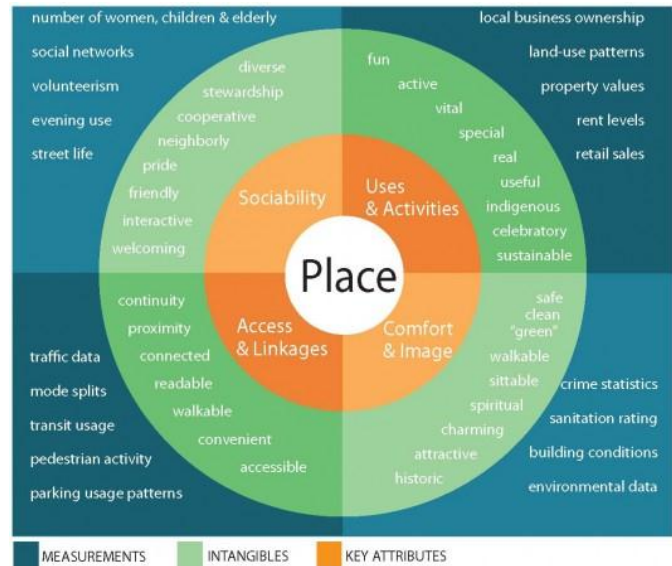 number of women, children & elderly
social networks
volunteerism
evening use
street life
diverse
stewardship
cooperative
neighborly
pride
friendly
interactive
welcoming
Sociability
local business ownership
land-use patterns
property values
rent levels
retail sales
fun
active
vital
special
real
useful
indigenous
celebratory
sustainable
Uses
& Activities
Place
Access
& Linkages
continuity
proximity
connected
readable
walkable
convenient
accessible
traffic data
mode splits
transit usage
pedestrian activity
parking usage patterns
Comfort
& Image
safe
clean
"green"
walkable
sittable
spiritual
charming
attractive
historic
crime statistics
sanitation rating
building conditions
environmental data
MEASUREMENTS
INTANGIBLES
KEY ATTRIBUTES